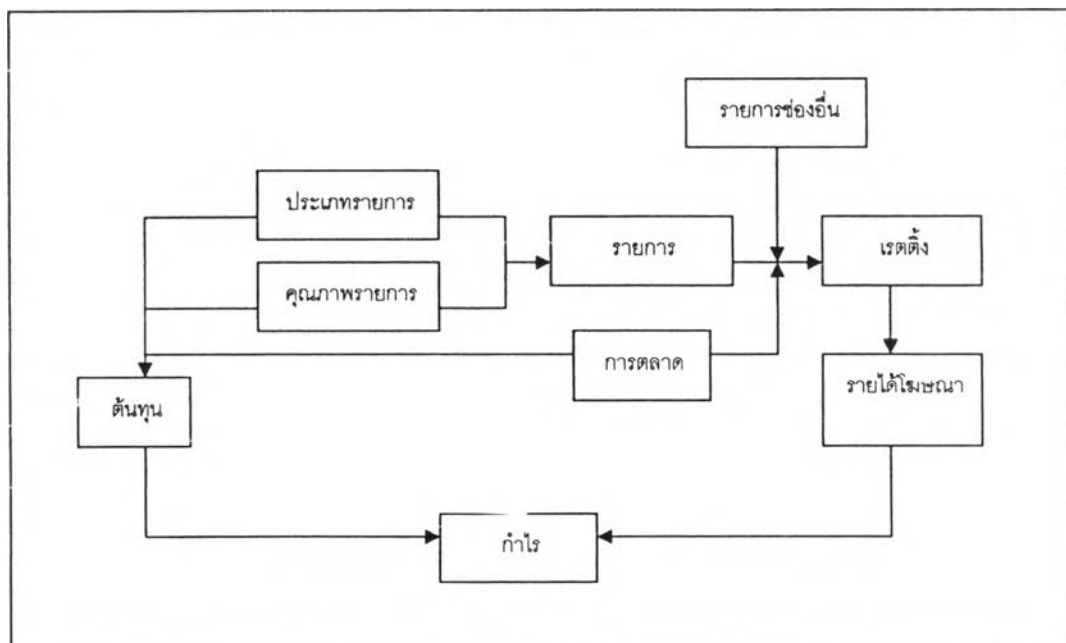 รายการช่องอื่น
ประเภทรายการ
รายการ
เรตติ้ง
คุณภาพรายการ
การตลาด
รายได้โฆษณา
ต้นทุน
กำไร